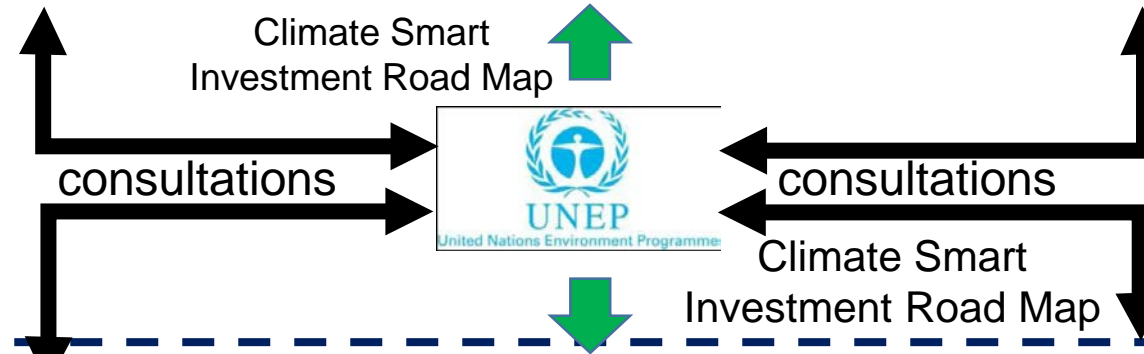 Climate Smart
Investment Road Map
consultations
consultations
UNEP
United Nations Environment Programme
Climate Smart
Investment Road Map